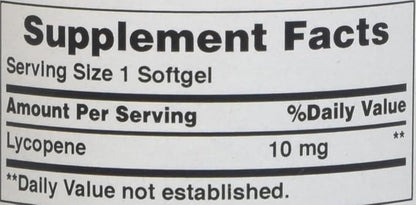 Supplement Facts
Serving Size 1 Softgel
Amount Per Serving %Daily Value
Lycopene 10 mg **
**Daily Value not established.